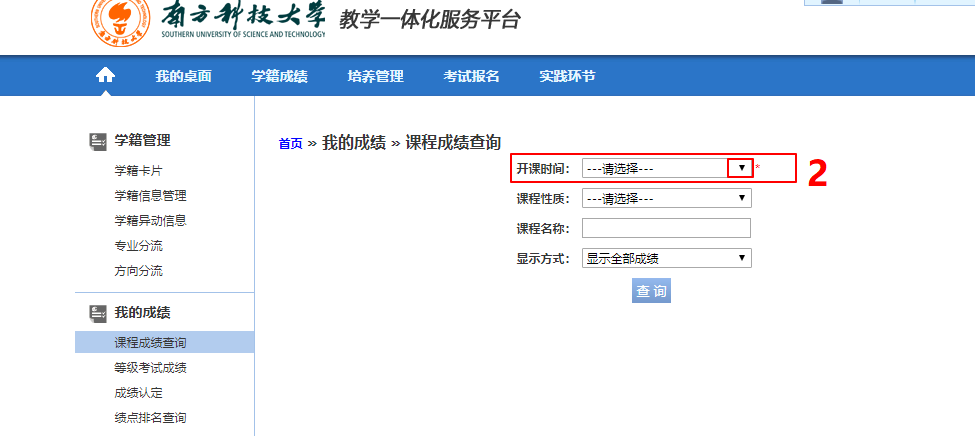 南方科技大学
SOUTHERN UNIVERSITY OF SCIENCE AND TECHNOLOGY
教学一体化服务平台
我的桌面 学籍成绩 培养管理 考试报名 实践环节
学籍管理
学籍卡片
学籍信息管理
学籍异动信息
专业分流
方向分流
我的成绩
课程成绩查询
等级考试成绩
成绩认定
绩点排名查询
首页 » 我的成绩 » 课程成绩查询
开课时间: ---请选择--- * 2
课程性质: ---请选择---
课程名称:
显示方式: 显示全部成绩
查 询